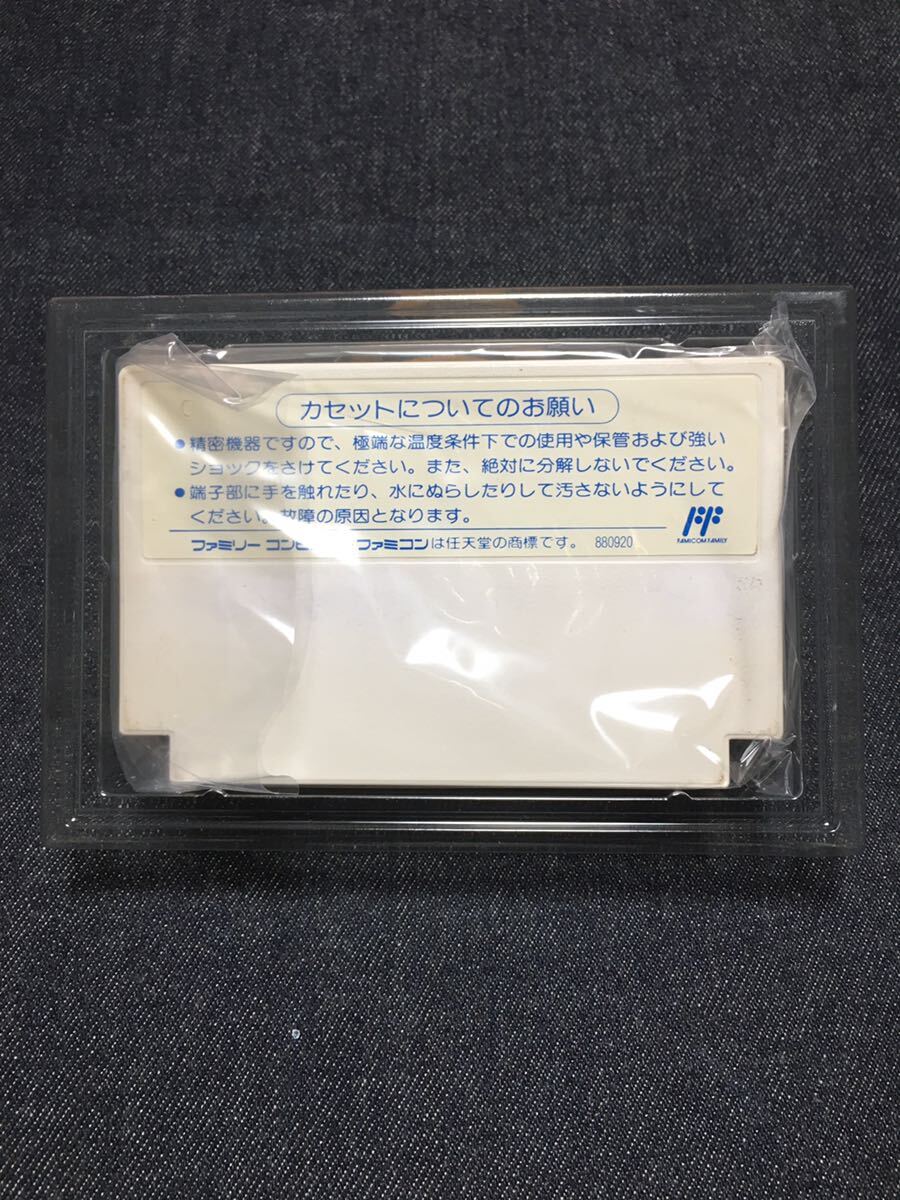 カセットについてのお願い
●精密機器ですので、極端な温度条件下での使用や保管および強い
ショックをさけてください。また、絶対に分解しないでください。
●端子部に手を触れたり、水にぬらしたりして汚さないようにして
ください。故障の原因となります。
FAMICOM FAMILY
ファミリー コンピ ファミコンは任天堂の商標です。 880920